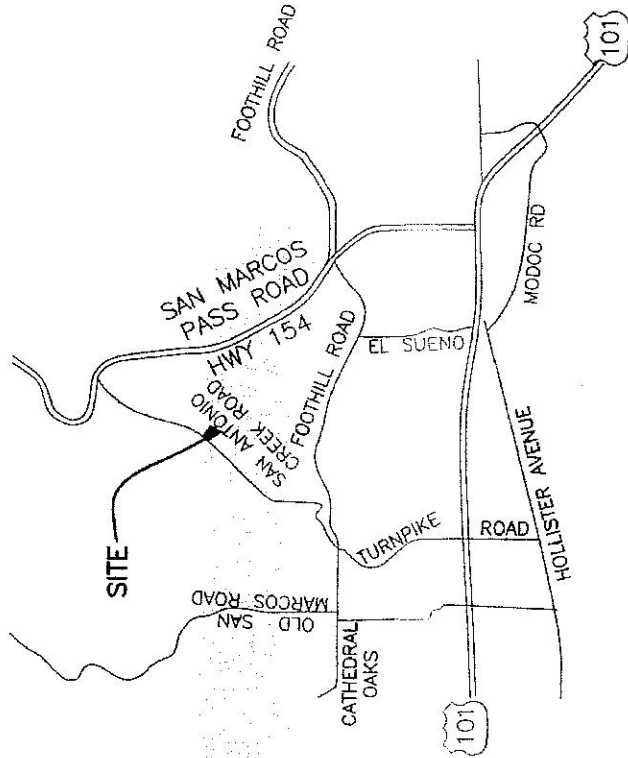 FOOTHILL ROAD
101
SAN MARCOS
PASS ROAD
HWY 154
SAN ANTONIO
CREEK ROAD
FOOTHILL ROAD
EL SUENO
MODOC RD
SITE
TURNPIKE
ROAD
HOLLISTER AVENUE
OLD SAN
MARCOS ROAD
CATHEDRAL
OAKS
101